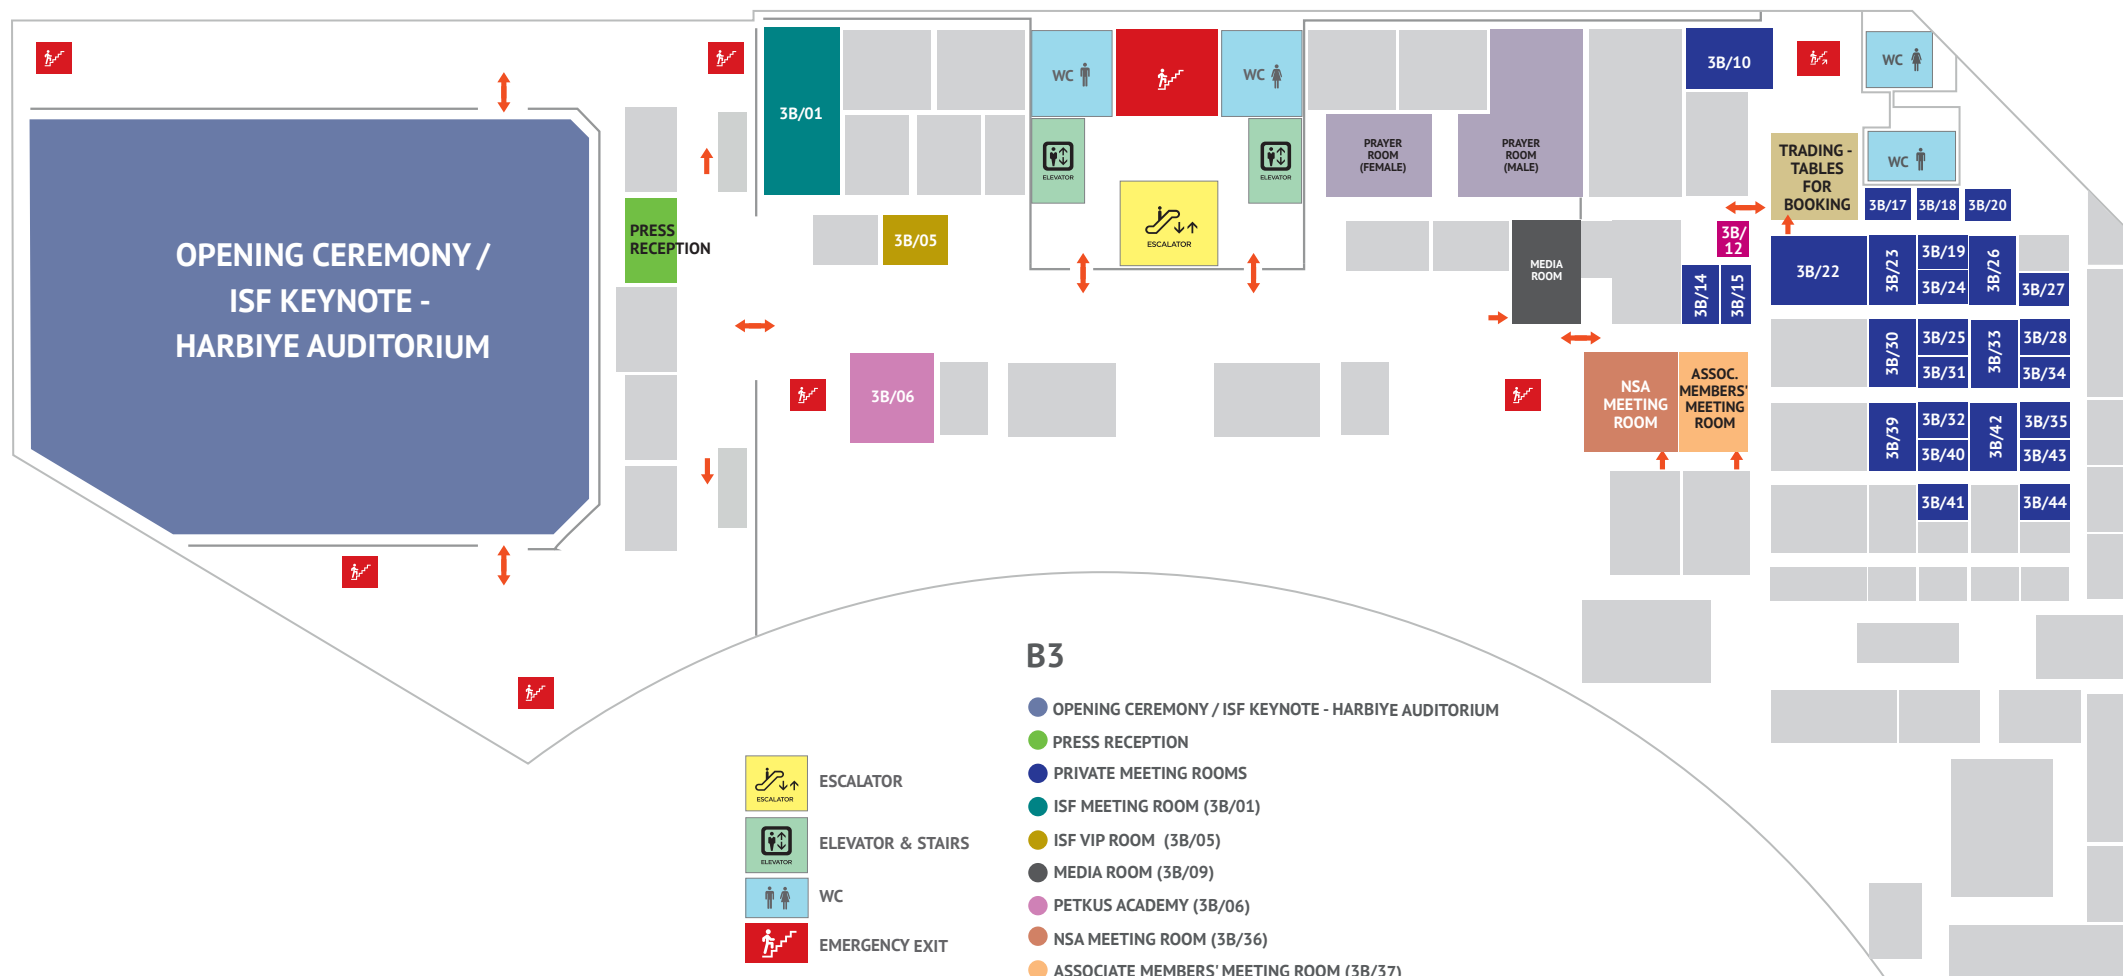 OPENING CEREMONY /
ISF KEYNOTE -
HARBIYE AUDITORIUM
PRESS
RECEPTION
3B/01
3B/05
3B/06
WC
WC
ELEVATOR
ELEVATOR
ESCALATOR
PRAYER
ROOM
(FEMALE)
PRAYER
ROOM
(MALE)
MEDIA
ROOM
3B/10
WC
WC
TRADING -
TABLES
FOR
BOOKING
3B/
12
3B/14
3B/15
3B/17
3B/18
3B/20
3B/22
3B/23
3B/19
3B/24
3B/26
3B/27
3B/30
3B/25
3B/31
3B/33
3B/28
3B/34
3B/39
3B/32
3B/40
3B/42
3B/35
3B/43
3B/41
3B/44
NSA
MEETING
ROOM
ASSOC.
MEMBERS'
MEETING
ROOM
B3
OPENING CEREMONY / ISF KEYNOTE - HARBIYE AUDITORIUM
PRESS RECEPTION
PRIVATE MEETING ROOMS
ISF MEETING ROOM (3B/01)
ISF VIP ROOM (3B/05)
MEDIA ROOM (3B/09)
PETKUS ACADEMY (3B/06)
NSA MEETING ROOM (3B/36)
ASSOCIATE MEMBERS' MEETING ROOM (3B/37)
ESCALATOR
ESCALATOR
ELEVATOR
ELEVATOR & STAIRS
WC
EMERGENCY EXIT